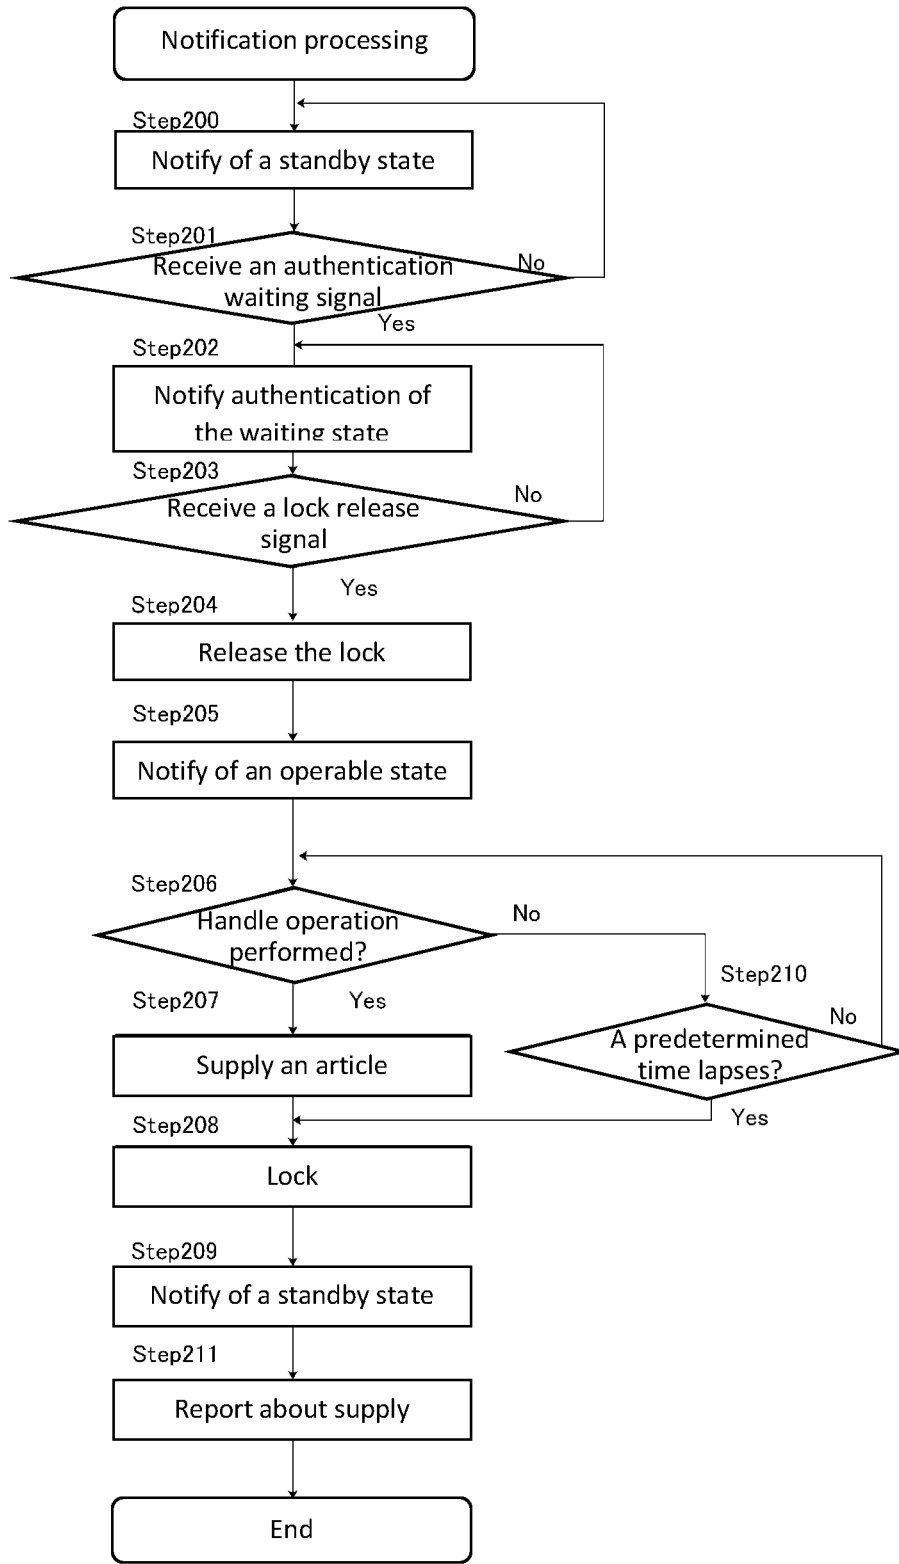 Notification processing
Step200
Notify of a standby state
Step201
Receive an authentication
waiting signal
No
Yes
Step202
Notify authentication of
the waiting state
Step203
Receive a lock release
signal
No
Yes
Step204
Release the lock
Step205
Notify of an operable state
Step206
Handle operation
performed?
No
Step210
A predetermined
time lapses?
No
Yes
Step207
Yes
Supply an article
Step208
Lock
Step209
Notify of a standby state
Step211
Report about supply
End